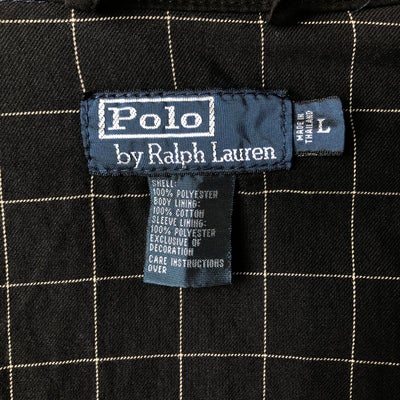 Polo
by Ralph Lauren
MADE IN
THAILAND
L
SHELL:
100% POLYESTER
BODY LINING:
100% COTTON
SLEEVE LINING:
100% POLYESTER
EXCLUSIVE OF
DECORATION
CARE INSTRUCTIONS
OVER